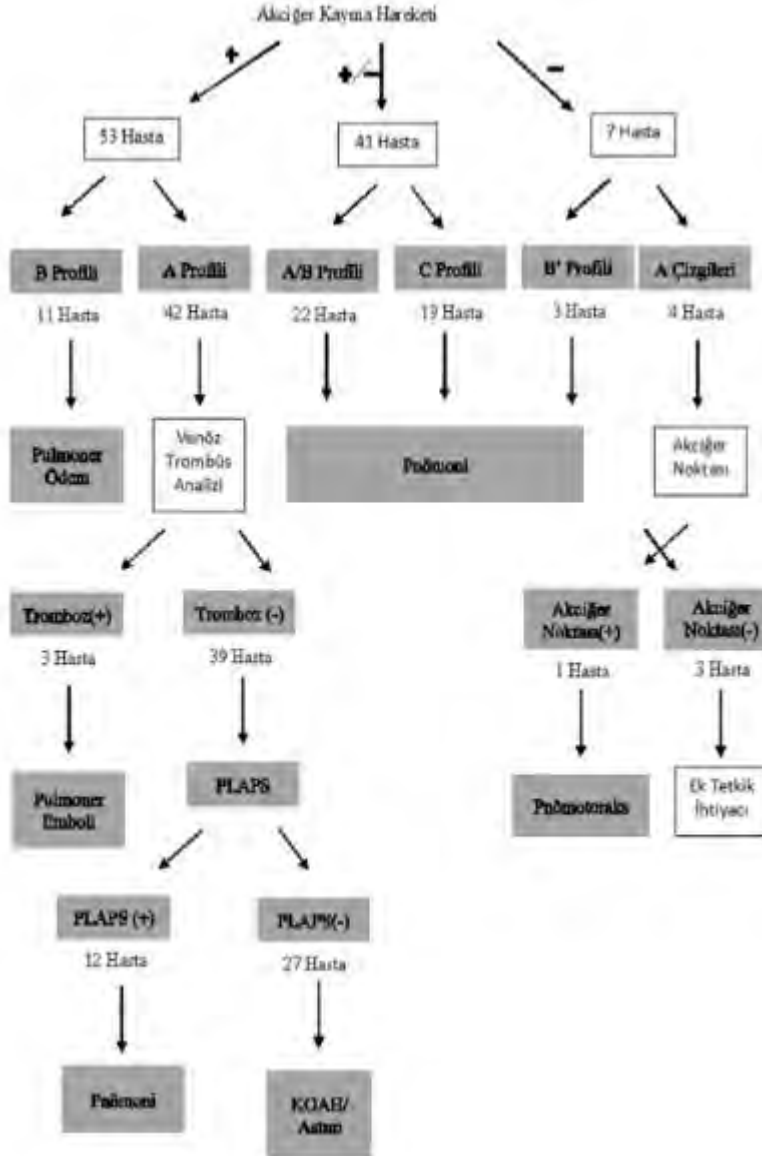 Akciğer Kayma Hareketi
+
+/-
-
53 Hasta
41 Hasta
7 Hasta
B Profili
A Profili
A/B Profili
C Profili
B' Profili
A Çizgileri
11 Hasta
42 Hasta
22 Hasta
19 Hasta
3 Hasta
4 Hasta
Pulmoner
Ödem
Venöz
Trombüs
Analizi
Pnömoni
Akciğer
Noktası
Tromboz(+)
Tromboz (-)
Akciğer
Noktası(+)
Akciğer
Noktası(-)
3 Hasta
39 Hasta
1 Hasta
3 Hasta
Pulmoner
Emboli
PLAPS
Pnömotoraks
Ek Tetkik
İhtiyacı
PLAPS (+)
PLAPS(-)
12 Hasta
27 Hasta
Pnömoni
KOAH/
Astım